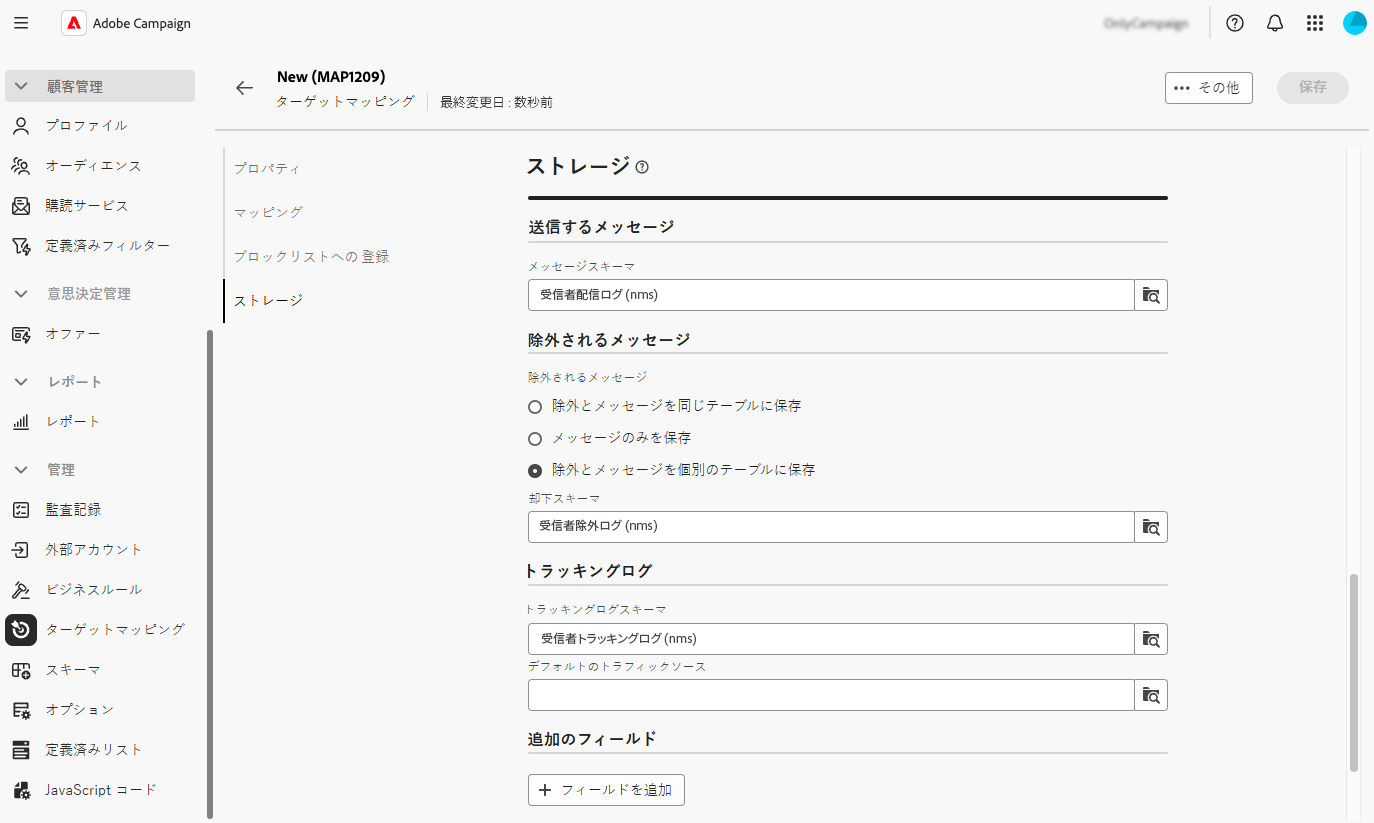 Adobe Campaign
OnlyCampaign
顧客管理
プロファイル
オーディエンス
購読サービス
定義済みフィルター
意思決定管理
オファー
レポート
レポート
管理
監査記録
外部アカウント
ビジネスルール
ターゲットマッピング
スキーマ
オプション
定義済みリスト
JavaScript コード
New (MAP1209)
ターゲットマッピング
最終変更日 : 数秒前
その他
保存
プロパティ
マッピング
ブロックリストへの 登録
ストレージ
ストレージ
送信するメッセージ
メッセージスキーマ
受信者配信ログ (nms)
除外されるメッセージ
除外されるメッセージ
除外とメッセージを同じテーブルに保存
メッセージのみを保存
除外とメッセージを個別のテーブルに保存
却下スキーマ
受信者除外ログ (nms)
トラッキングログ
トラッキングログスキーマ
受信者トラッキングログ (nms)
デフォルトのトラフィックソース
追加のフィールド
フィールドを追加